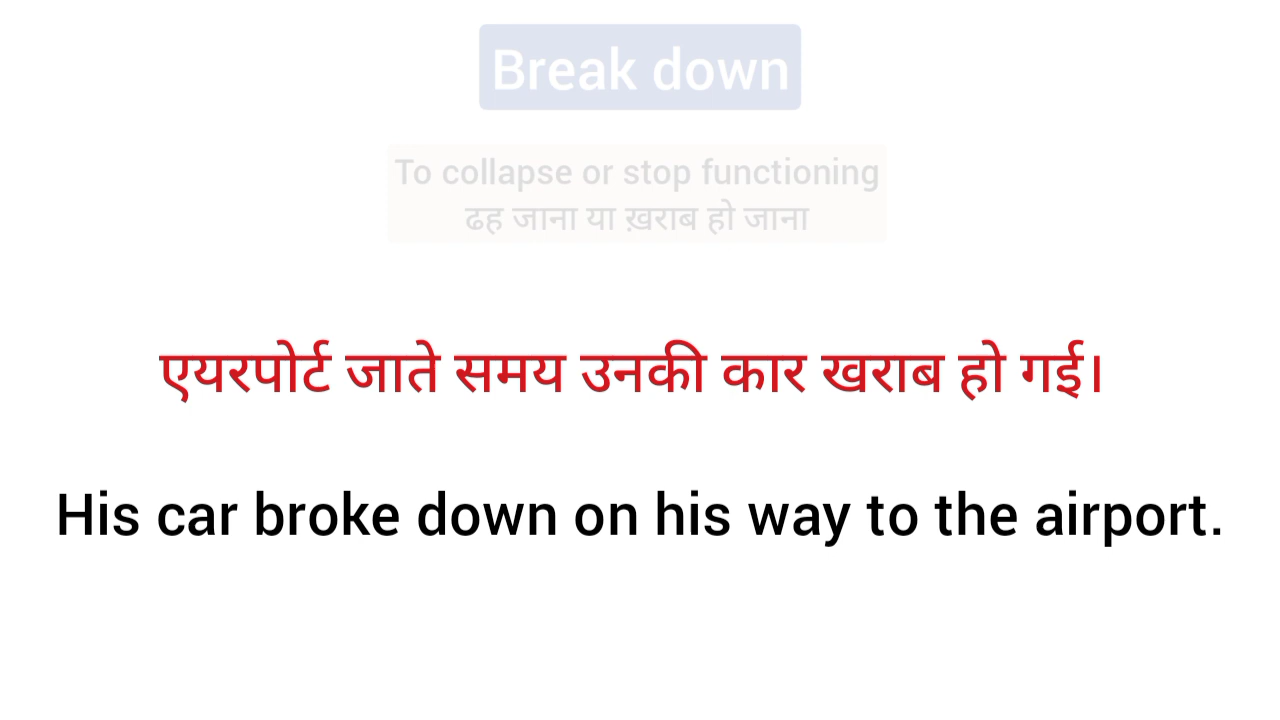 Break down
To collapse or stop functioning
ढह जाना या ख़राब हो जाना
एयरपोर्ट जाते समय उनकी कार खराब हो गई।
His car broke down on his way to the airport.